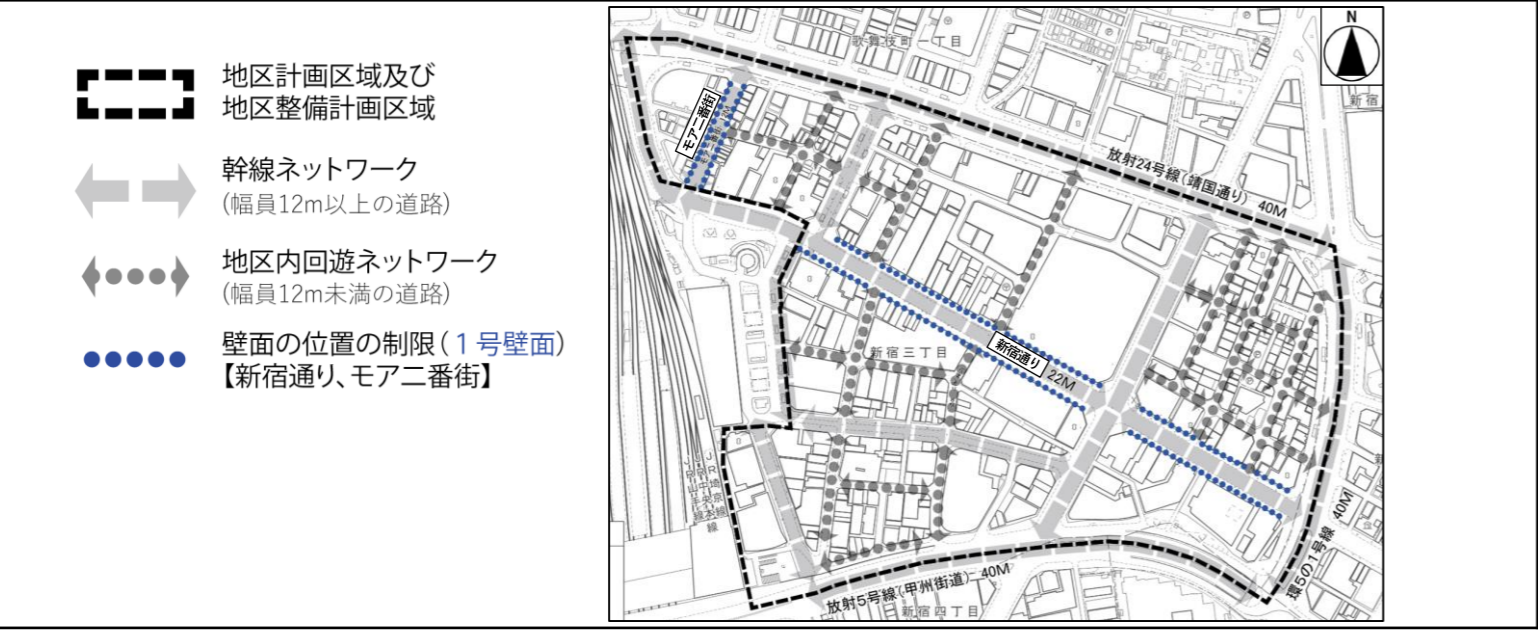 地区計画区域及び
地区整備計画区域
幹線ネットワーク
(幅員12m以上の道路)
地区内回遊ネットワーク
(幅員12m未満の道路)
壁面の位置の制限(1号壁面)
【新宿通り、モア二番街】
N
歌舞伎町一丁目
新宿
モア二番街
放射24号線(靖国通り) 40M
新宿三丁目
新宿通り 22M
JR山手線
JR埼京線
環5の1号線 40M
放射5号線(甲州街道) 40M
新宿四丁目